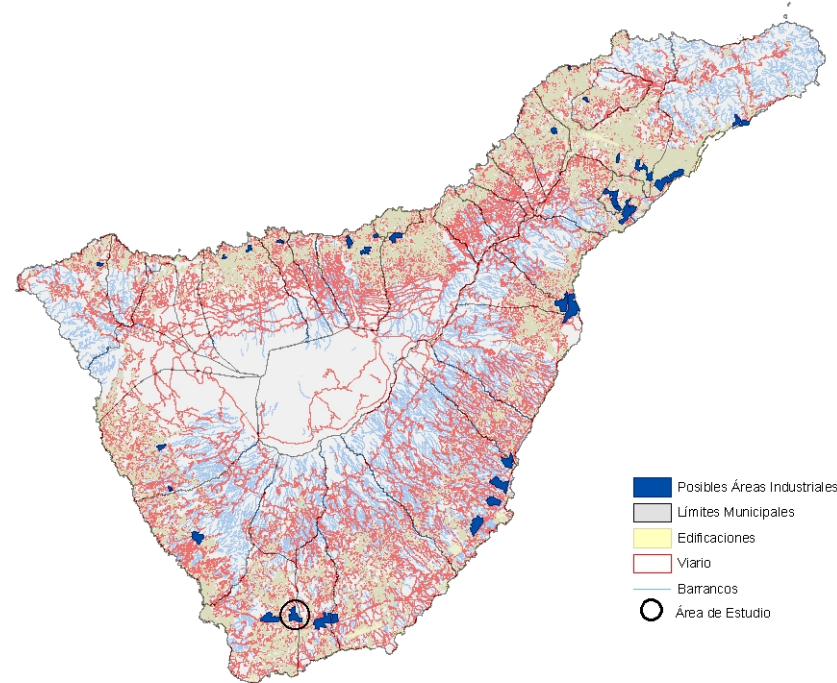 Posibles Áreas Industriales
Límites Municipales
Edificaciones
Viario
Barrancos
Área de Estudio